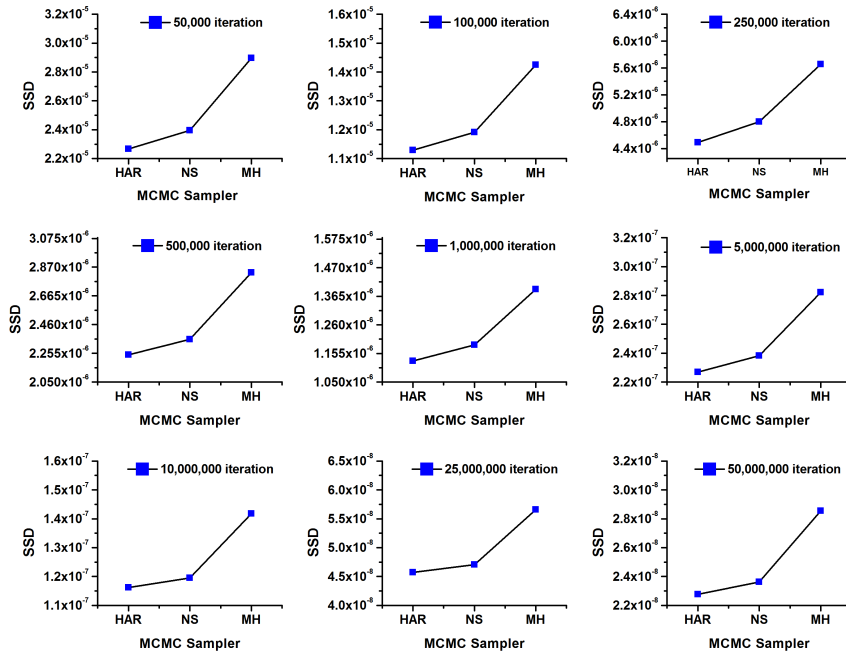 50,000 iteration
3.2x10⁻⁵
3.0x10⁻⁵
2.8x10⁻⁵
2.6x10⁻⁵
2.4x10⁻⁵
2.2x10⁻⁵
SSD
HAR NS MH
MCMC Sampler
100,000 iteration
1.6x10⁻⁵
1.5x10⁻⁵
1.4x10⁻⁵
1.3x10⁻⁵
1.2x10⁻⁵
1.1x10⁻⁵
SSD
HAR NS MH
MCMC Sampler
250,000 iteration
6.4x10⁻⁶
6.0x10⁻⁶
5.6x10⁻⁶
5.2x10⁻⁶
4.8x10⁻⁶
4.4x10⁻⁶
SSD
HAR NS MH
MCMC Sampler
500,000 iteration
3.075x10⁻⁶
2.870x10⁻⁶
2.665x10⁻⁶
2.460x10⁻⁶
2.255x10⁻⁶
2.050x10⁻⁶
SSD
HAR NS MH
MCMC Sampler
1,000,000 iteration
1.575x10⁻⁶
1.470x10⁻⁶
1.365x10⁻⁶
1.260x10⁻⁶
1.155x10⁻⁶
1.050x10⁻⁶
SSD
HAR NS MH
MCMC Sampler
5,000,000 iteration
3.2x10⁻⁷
3.0x10⁻⁷
2.8x10⁻⁷
2.6x10⁻⁷
2.4x10⁻⁷
2.2x10⁻⁷
SSD
HAR NS MH
MCMC Sampler
10,000,000 iteration
1.6x10⁻⁷
1.5x10⁻⁷
1.4x10⁻⁷
1.3x10⁻⁷
1.2x10⁻⁷
1.1x10⁻⁷
SSD
HAR NS MH
MCMC Sampler
25,000,000 iteration
6.5x10⁻⁸
6.0x10⁻⁸
5.5x10⁻⁸
5.0x10⁻⁸
4.5x10⁻⁸
4.0x10⁻⁸
SSD
HAR NS MH
MCMC Sampler
50,000,000 iteration
3.2x10⁻⁸
3.0x10⁻⁸
2.8x10⁻⁸
2.6x10⁻⁸
2.4x10⁻⁸
2.2x10⁻⁸
SSD
HAR NS MH
MCMC Sampler